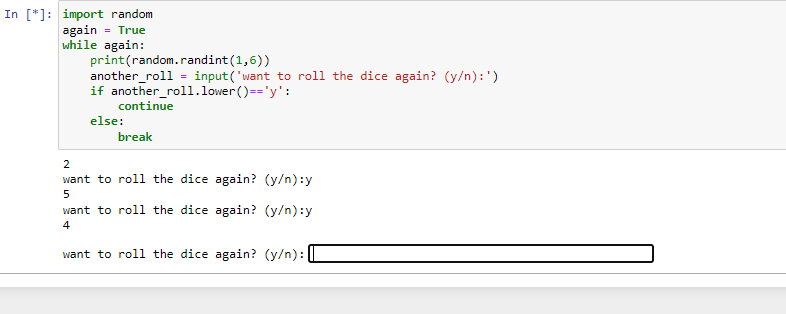 In [*]: import random
again = True
while again:
    print(random.randint(1,6))
    another_roll = input('want to roll the dice again? (y/n):')
    if another_roll.lower()=='y':
        continue
    else:
        break
2
want to roll the dice again? (y/n):y
5
want to roll the dice again? (y/n):y
4
want to roll the dice again? (y/n):